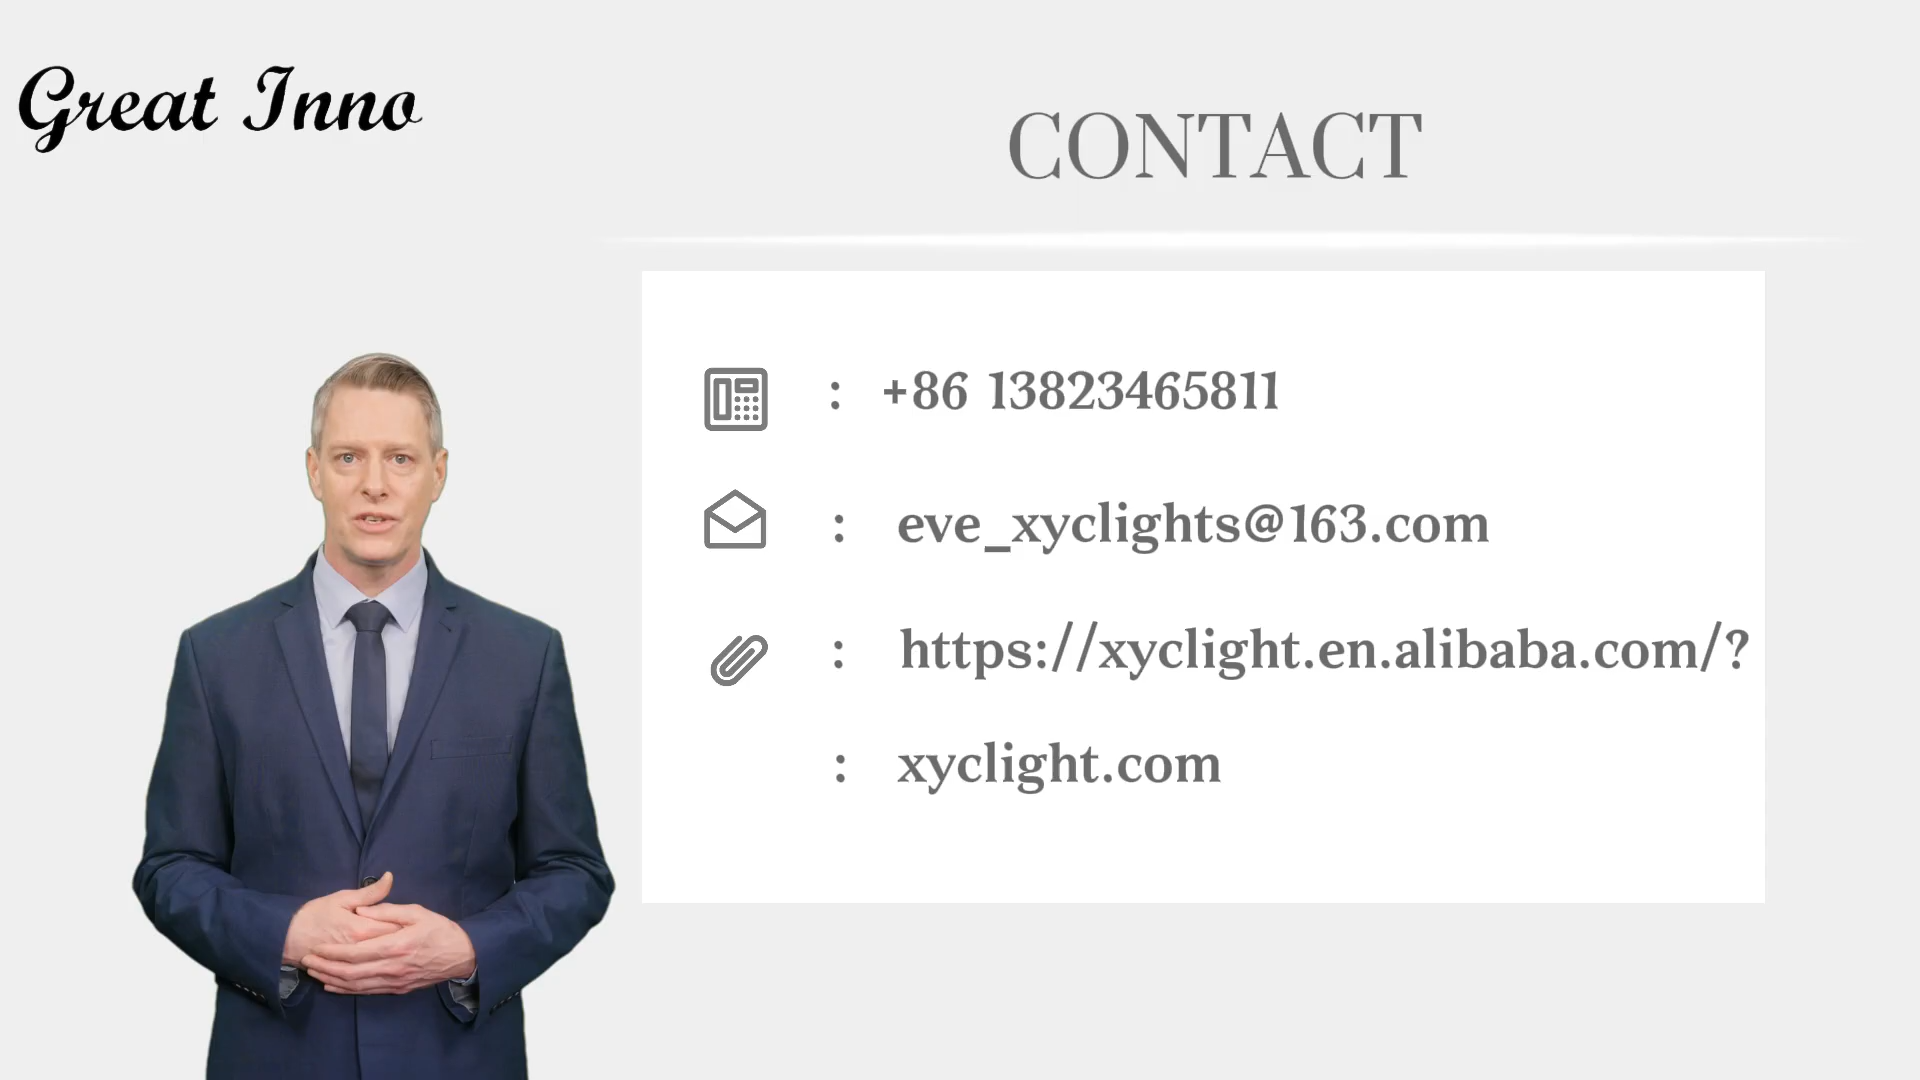 Great Inno
CONTACT
: +86 13823465811
: eve_xyclights@163.com
: https://xyclight.en.alibaba.com/?
: xyclight.com